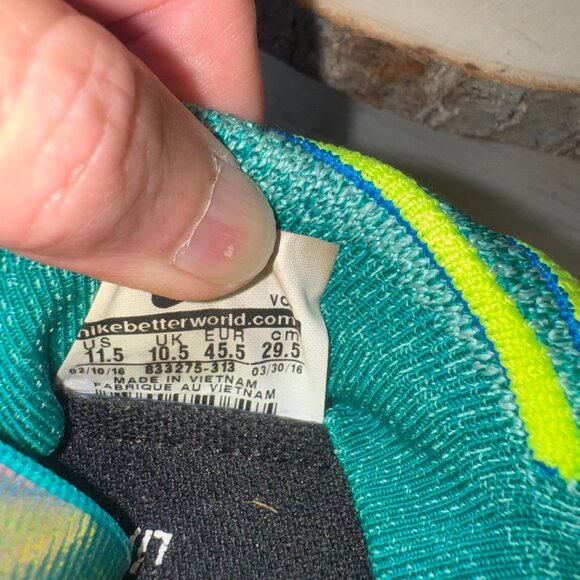 nikebetterworld.com
US UK EUR cm
11.5 10.5 45.5 29.5
02/10/16 833275-313 03/30/16
MADE IN VIETNAM
FABRIQUE AU VIETNAM